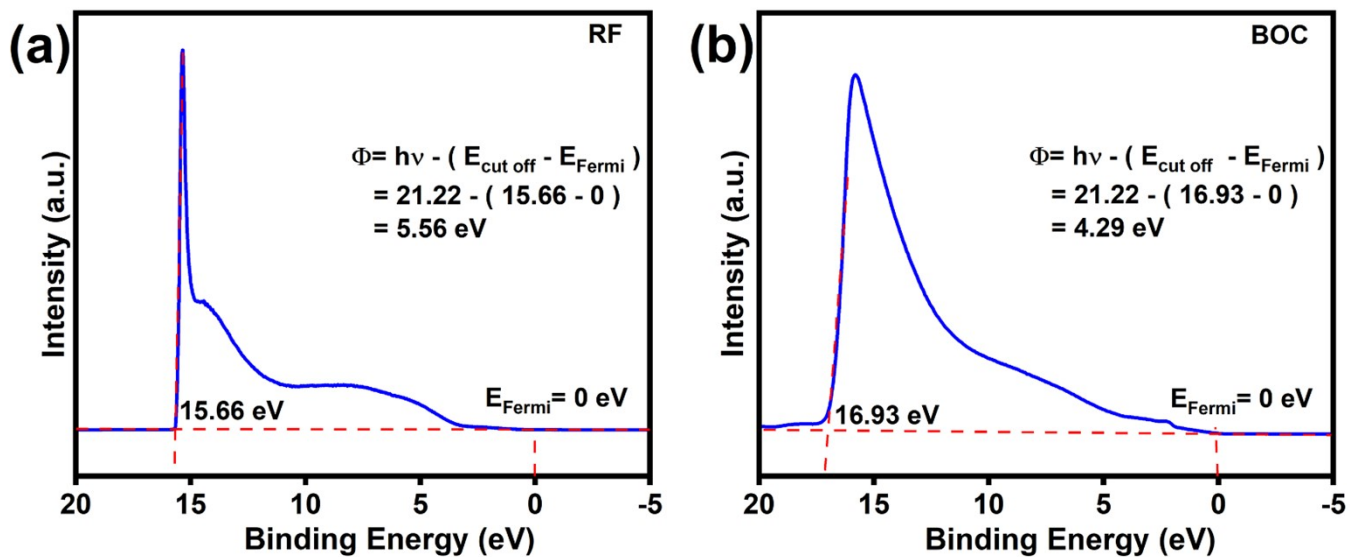 (a)
RF
Φ= hν - ( E_cut off - E_Fermi )
= 21.22 - ( 15.66 - 0 )
= 5.56 eV
15.66 eV
E_Fermi= 0 eV
Intensity (a.u.)
20 15 10 5 0 -5
Binding Energy (eV)
(b)
BOC
Φ= hν - ( E_cut off - E_Fermi )
= 21.22 - ( 16.93 - 0 )
= 4.29 eV
16.93 eV
E_Fermi= 0 eV
Intensity (a.u.)
20 15 10 5 0 -5
Binding Energy (eV)